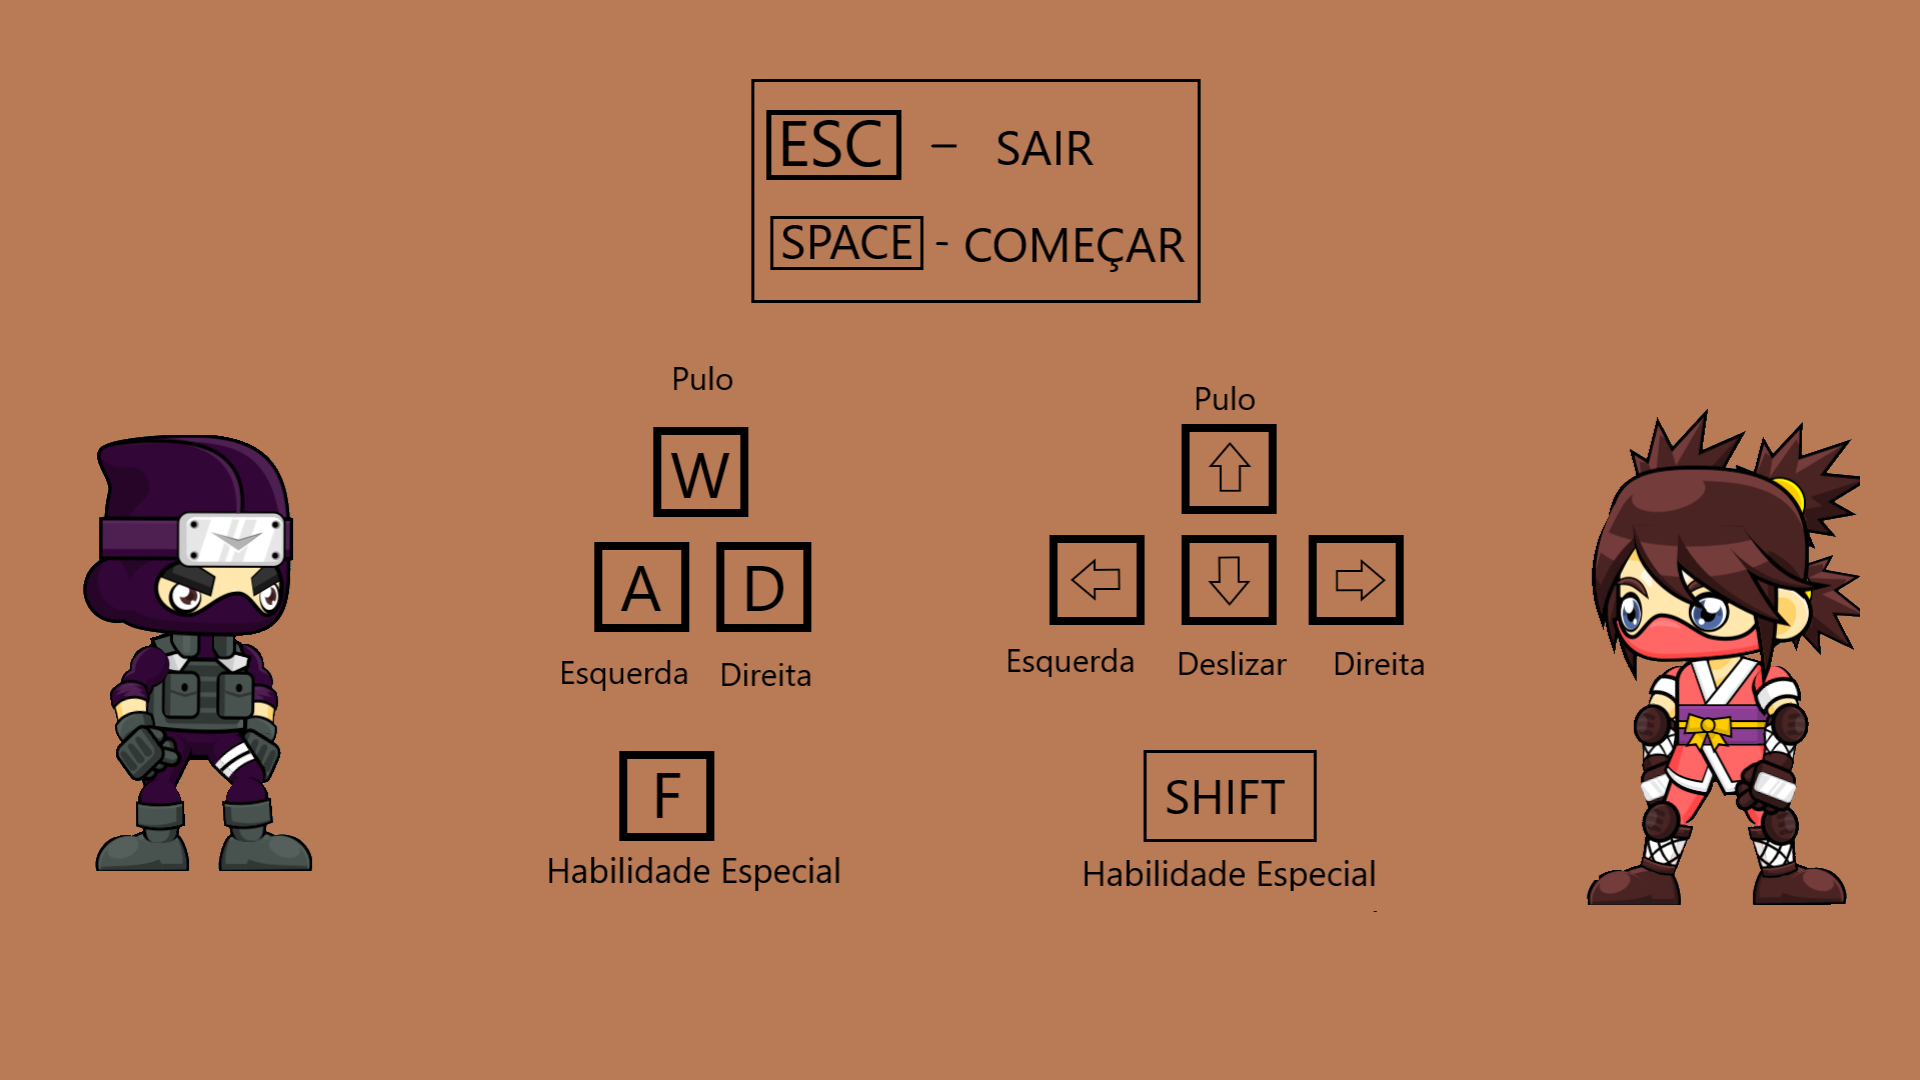 ESC – SAIR
SPACE - COMEÇAR
Pulo
W
A D
Esquerda Direita
F
Habilidade Especial
Pulo
Esquerda Deslizar Direita
SHIFT
Habilidade Especial